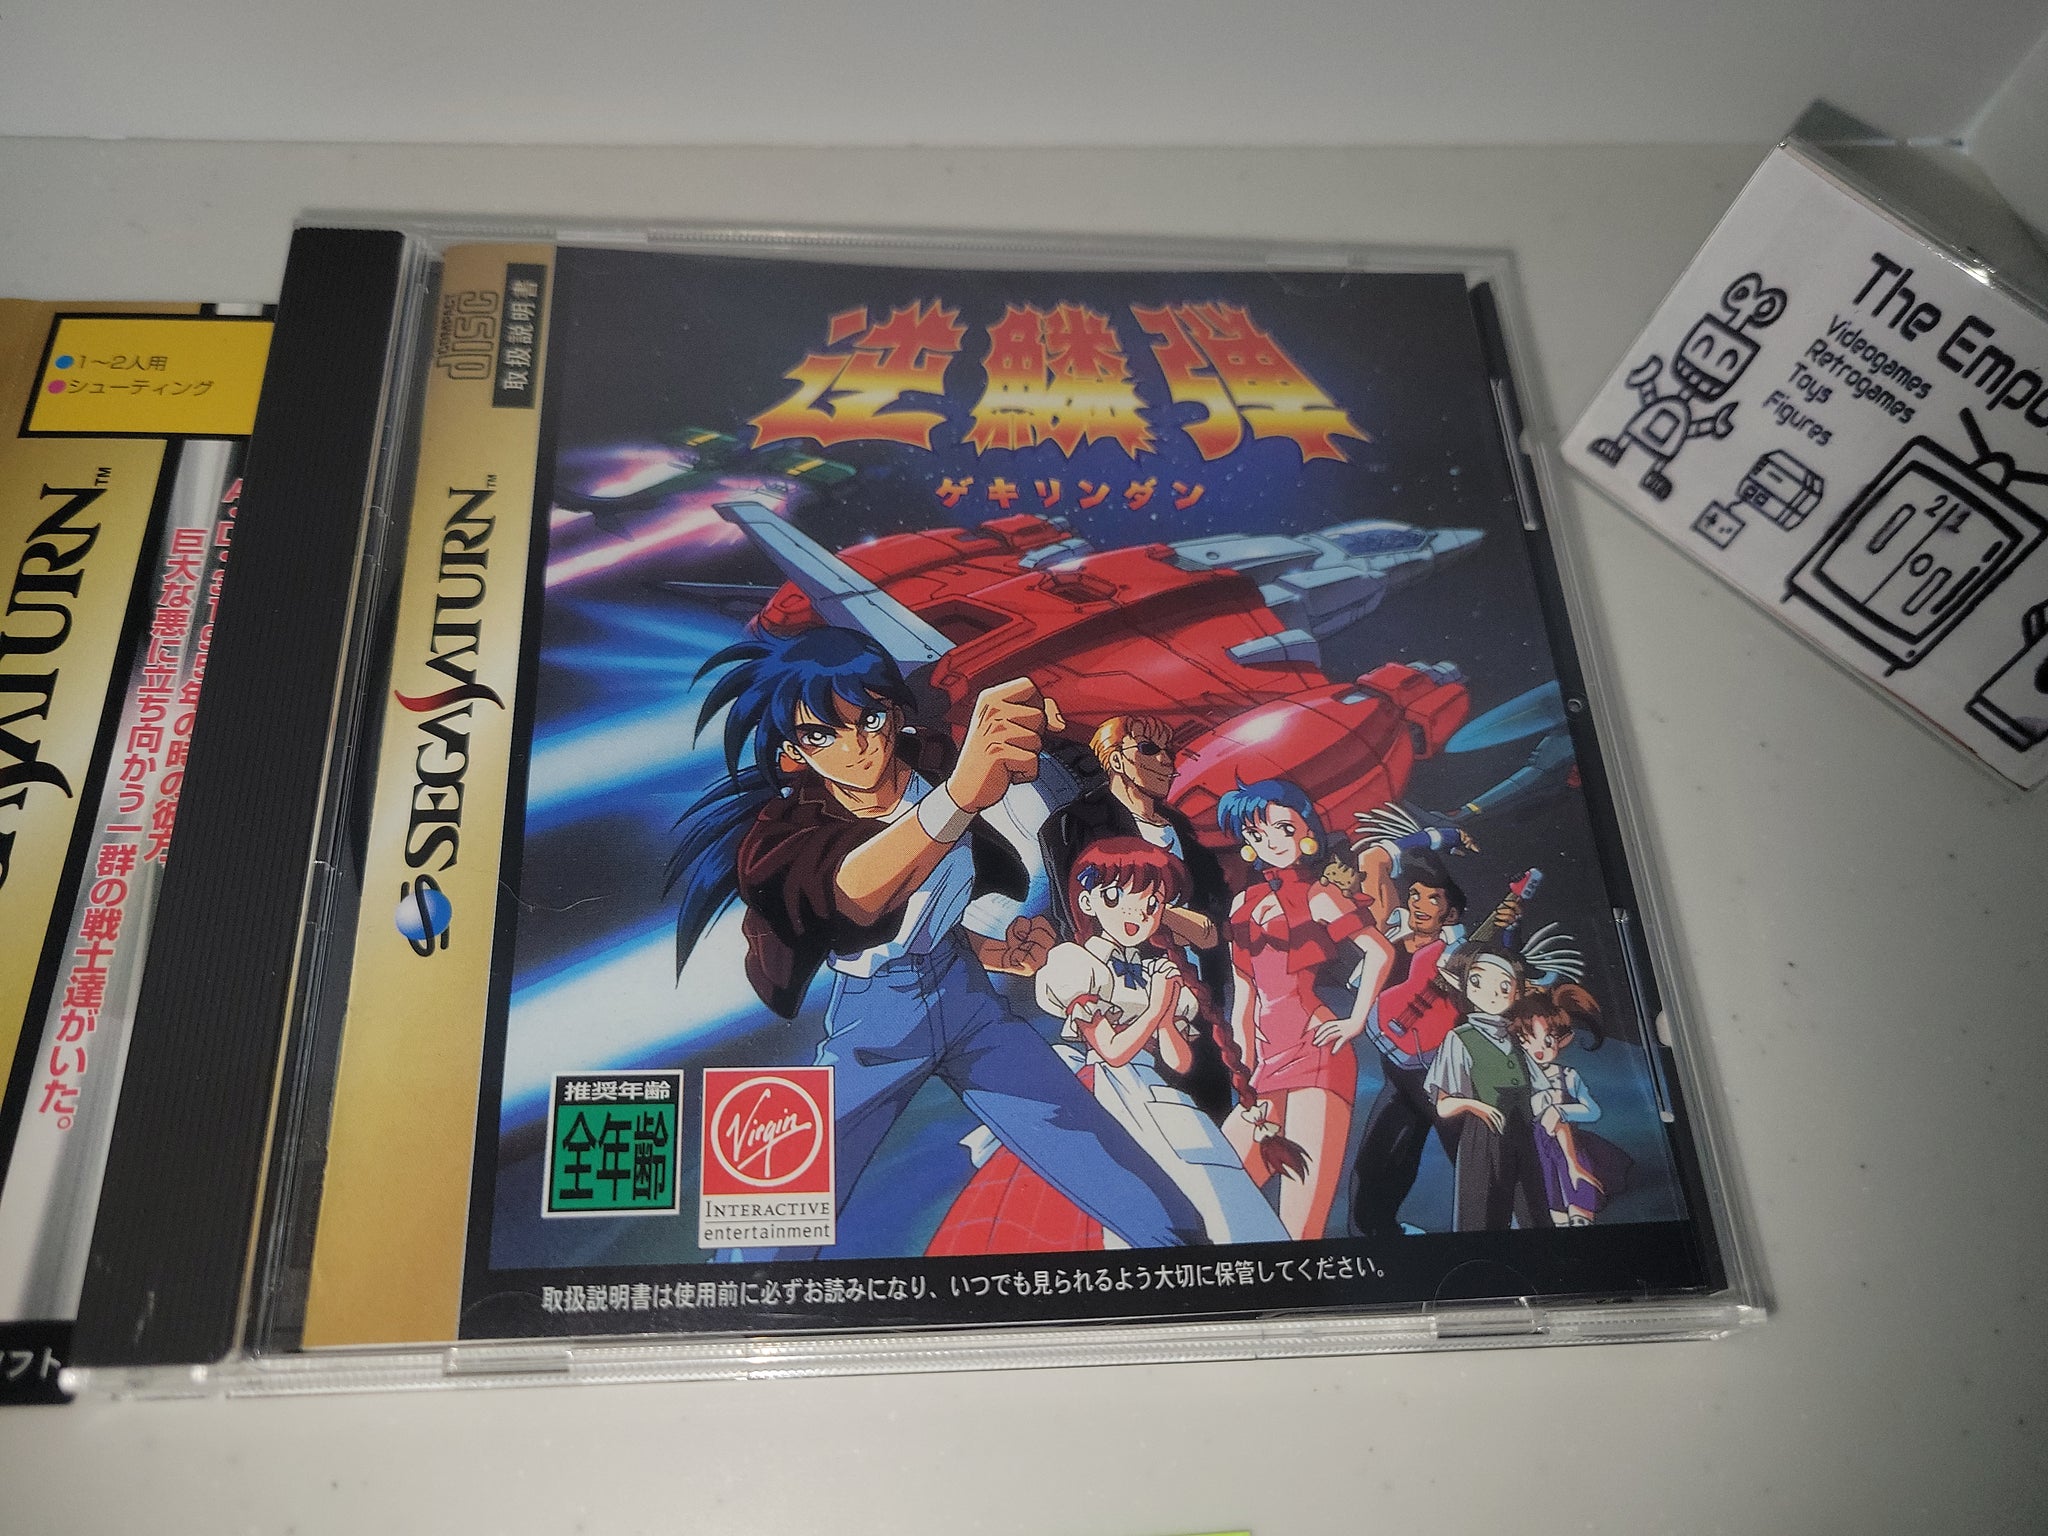 1〜2人用
シューティング
SATURN™
巨大な悪に立ち向かう一群の戦士達がいた。
COMPACT
disc
取扱説明書
SEGA SATURN™
逆鱗弾
ゲキリンダン
推奨年齢
全年齢
Virgin
INTERACTIVE
entertainment
取扱説明書は使用前に必ずお読みになり、いつでも見られるよう大切に保管してください。
The
Videogames
Retrogames
Toys
Figures